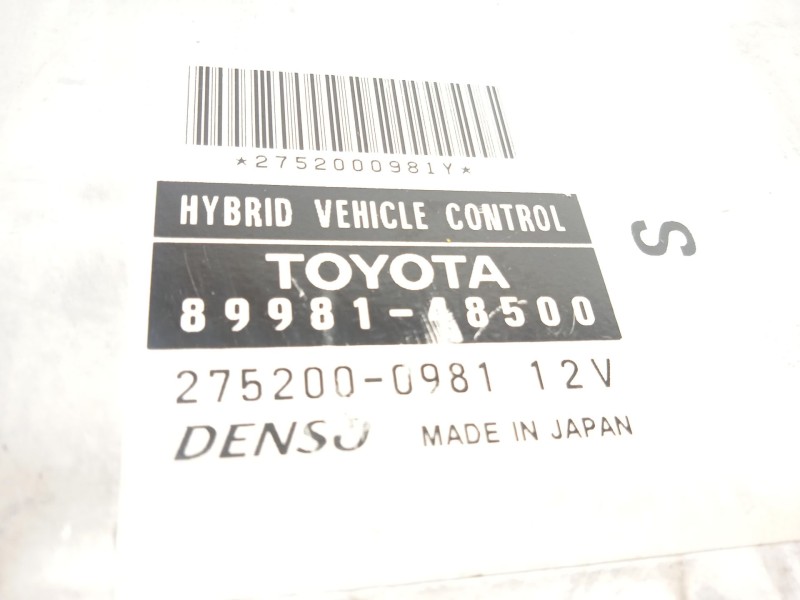 *2752000981Y*
HYBRID VEHICLE CONTROL
TOYOTA
89981-48500
275200-0981 12V
DENSO MADE IN JAPAN
S